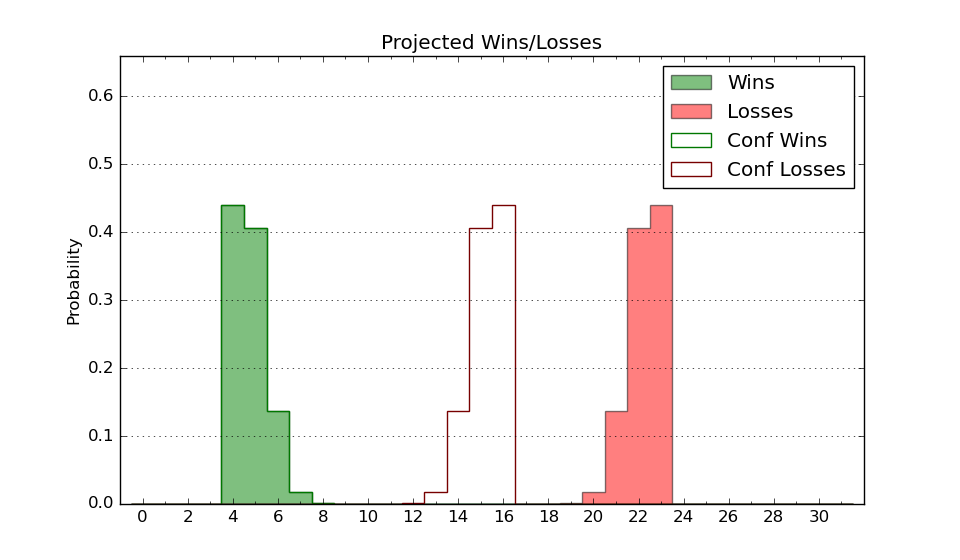 Projected Wins/Losses
Wins
Losses
Conf Wins
Conf Losses
Probability
0.6
0.5
0.4
0.3
0.2
0.1
0.0
0 2 4 6 8 10 12 14 16 18 20 22 24 26 28 30